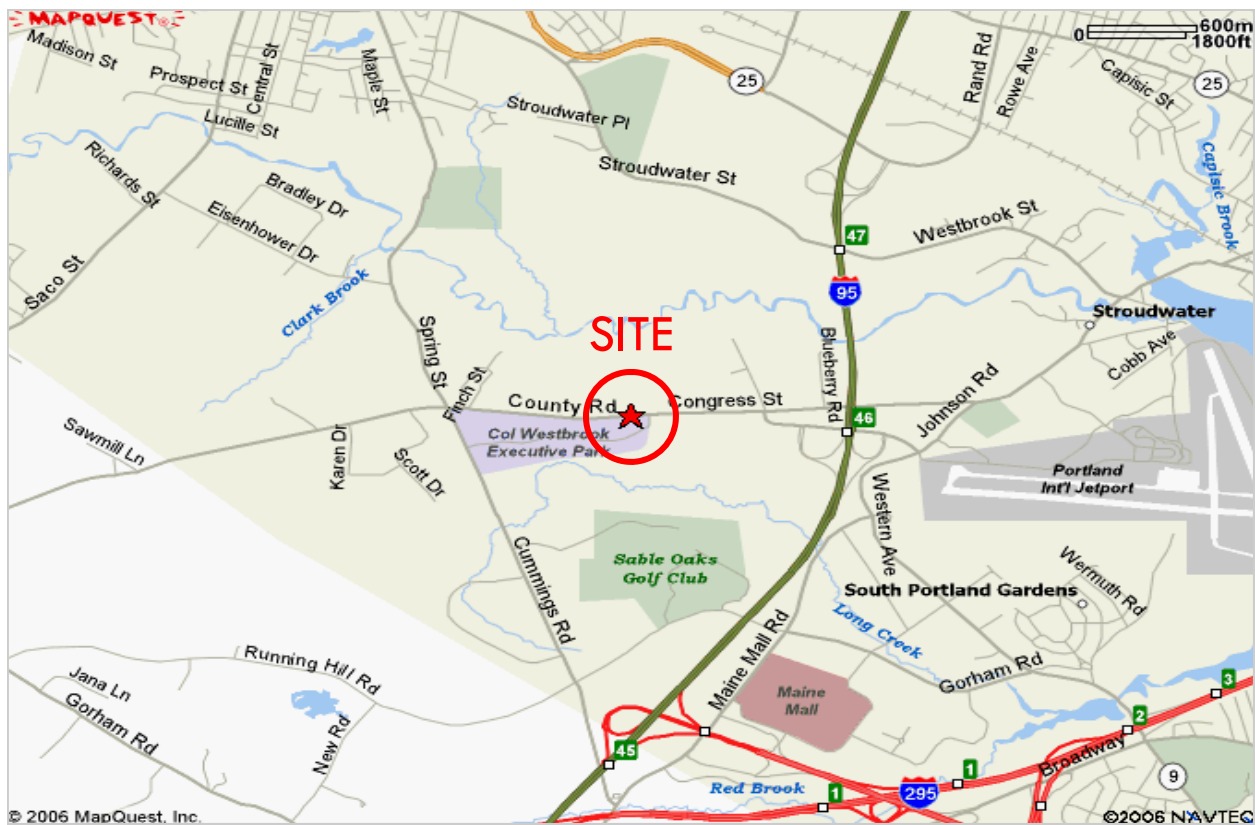 MAPQUEST
600m
0
1800ft
Madison St
Prospect St
Central St
Maple St
Lucille St
25
Rand Rd
Rowe Ave
Capisic St
25
Stroudwater Pl
Stroudwater St
Richards St
Bradley Dr
Eisenhower Dr
Capisic Brook
Westbrook St
47
Saco St
Clark Brook
95
Stroudwater
SITE
Spring St
Blueberry Rd
Cobb Ave
Finch St
County Rd
Congress St
Johnson Rd
46
Sawmill Ln
Karen Dr
Scott Dr
Col Westbrook
Executive Park
Portland
Int'l Jetport
Western Ave
Cummings Rd
Sable Oaks
Golf Club
South Portland Gardens
Wermuth Rd
Long Creek
Running Hill Rd
Jana Ln
Gorham Rd
New Rd
Maine Mall Rd
Maine
Mall
Gorham Rd
3
2
45
Broadway
1
Red Brook
1
295
9
© 2006 MapQuest, Inc.
©2006 NAVTEQ